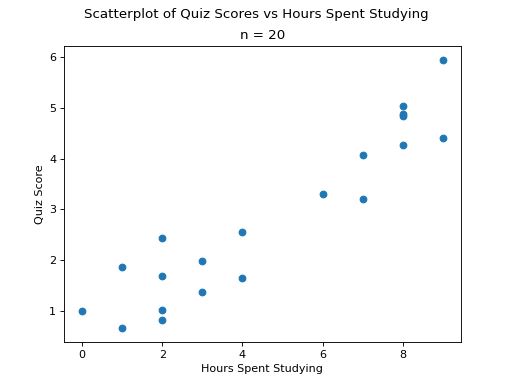 Scatterplot of Quiz Scores vs Hours Spent Studying
n = 20
6
5
4
3
2
1
Quiz Score
0 2 4 6 8
Hours Spent Studying